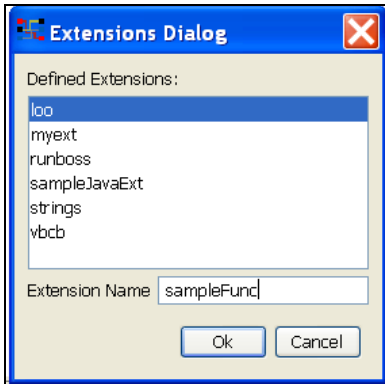 Extensions Dialog
Defined Extensions:
loo
myext
runboss
sampleJavaExt
strings
vbcb
Extension Name sampleFunc
Ok Cancel